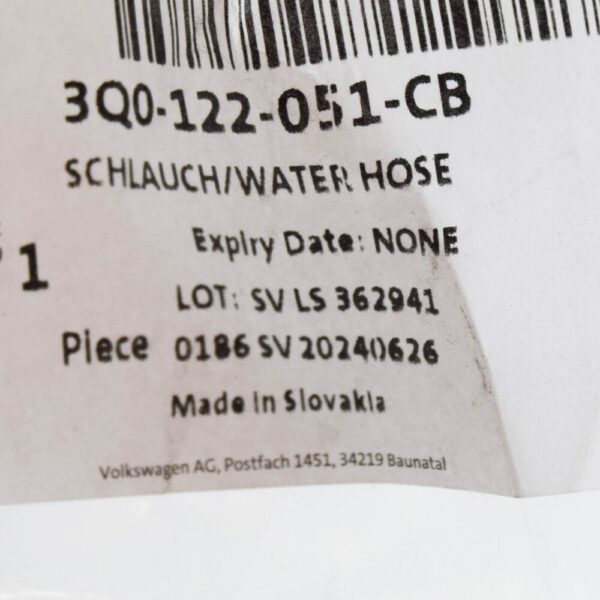 3Q0-122-051-CB
SCHLAUCH/WATER HOSE
Expiry Date: NONE
1
LOT: SV LS 362941
Piece 0186 SV 20240626
Made in Slovakia
Volkswagen AG, Postfach 1451, 34219 Baunatal